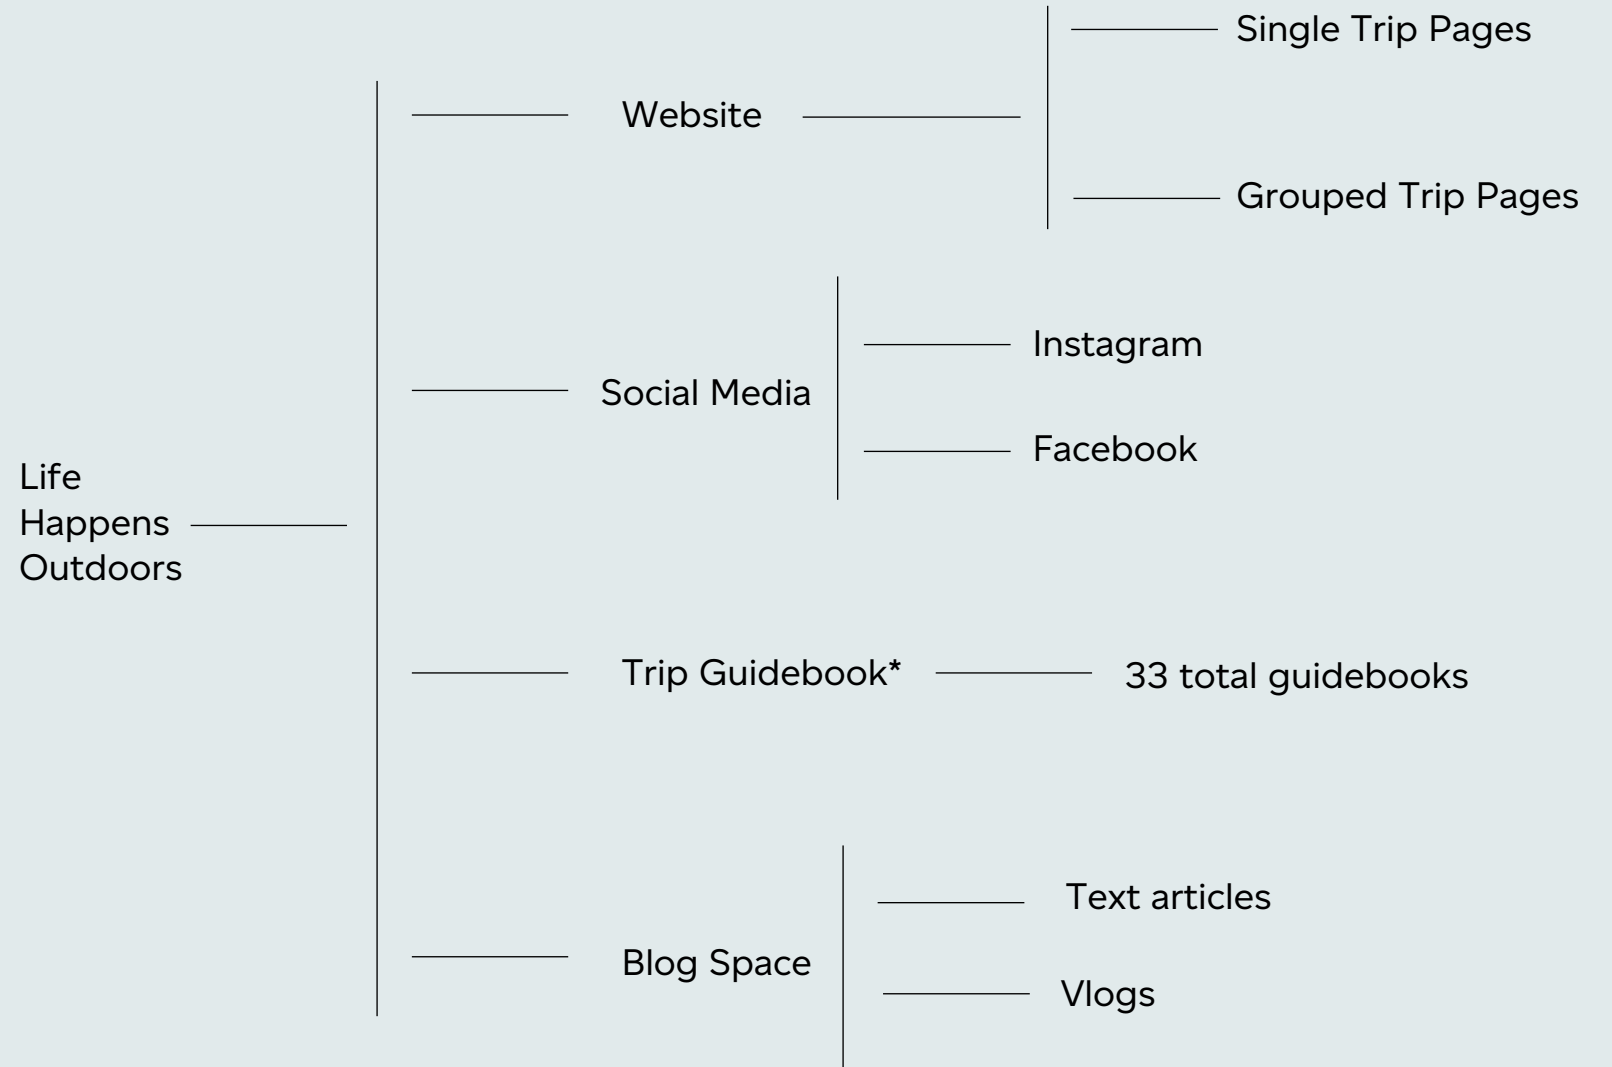 Single Trip Pages
Website
Grouped Trip Pages
Instagram
Social Media
Facebook
Life
Happens
Outdoors
Trip Guidebook*
33 total guidebooks
Text articles
Blog Space
Vlogs